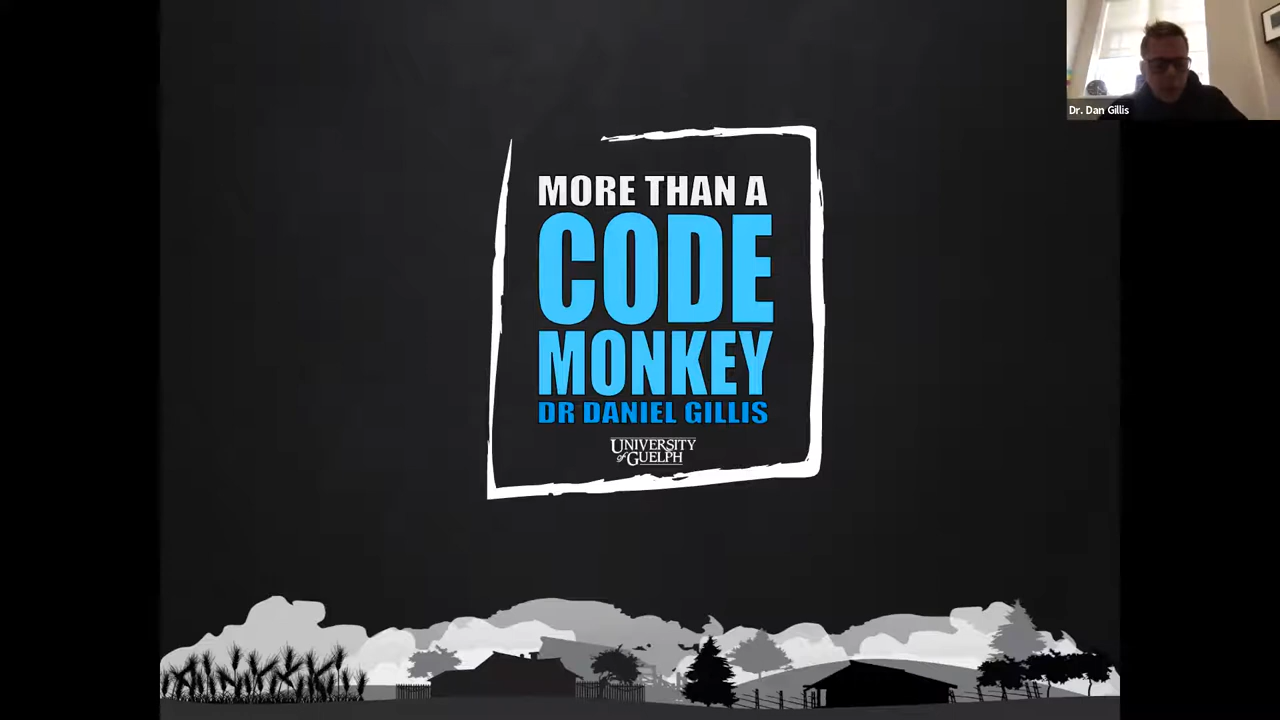 Dr. Dan Gillis
MORE THAN A
CODE
MONKEY
DR DANIEL GILLIS
UNIVERSITY
of GUELPH